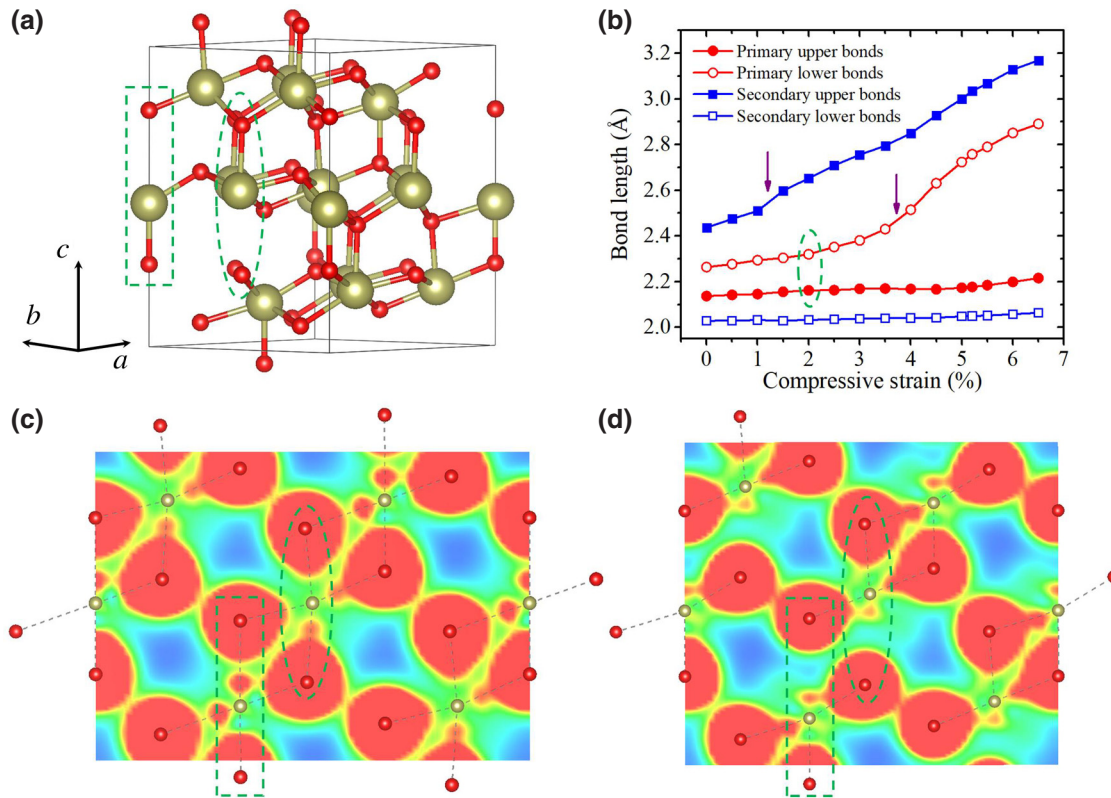 (a)
c
b
a
(b)
Primary upper bonds
Primary lower bonds
Secondary upper bonds
Secondary lower bonds
3.2
3.0
2.8
2.6
2.4
2.2
2.0
Bond length (Å)
0 1 2 3 4 5 6 7
Compressive strain (%)
(c)
(d)